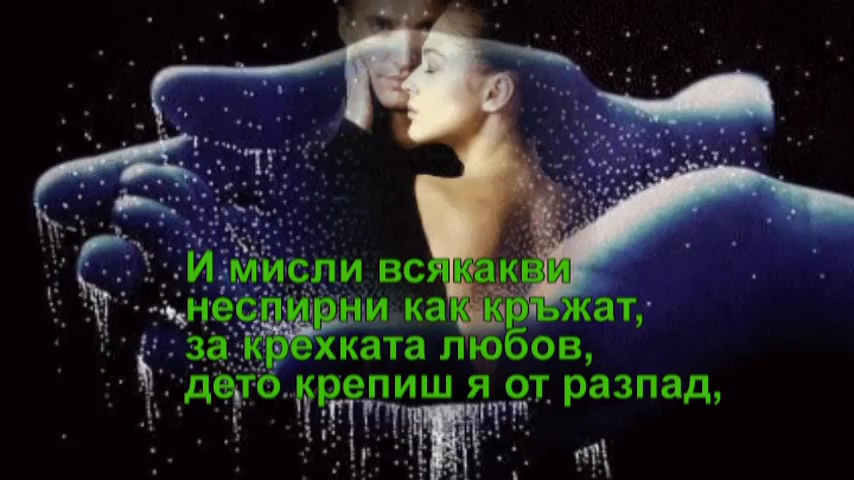 И мисли всякакви
неспирни как кръжат,
за крехката любов,
дето крепиш я от разпад,